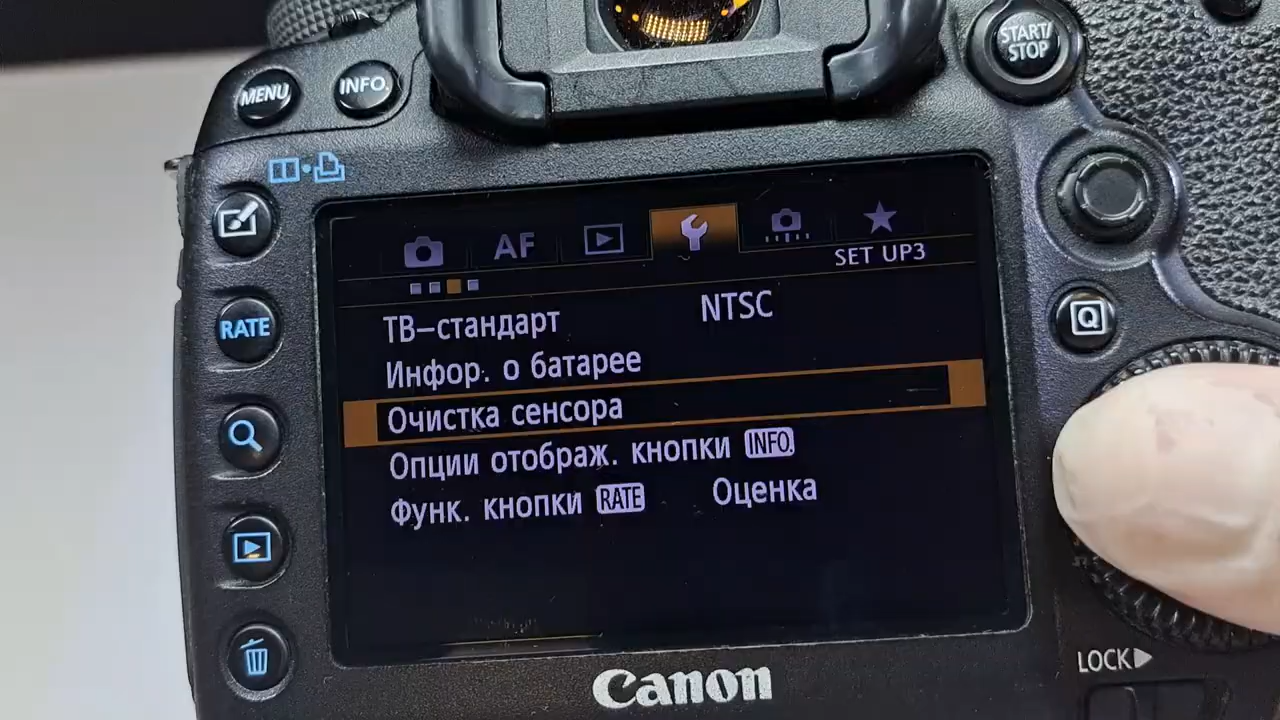 START/
STOP
MENU
INFO.
AF
SET UP3
ТВ-стандарт NTSC
RATE
Инфор. о батарее
Q
Очистка сенсора
Опции отображ. кнопки INFO.
Функ. кнопки RATE Оценка
LOCK
Canon